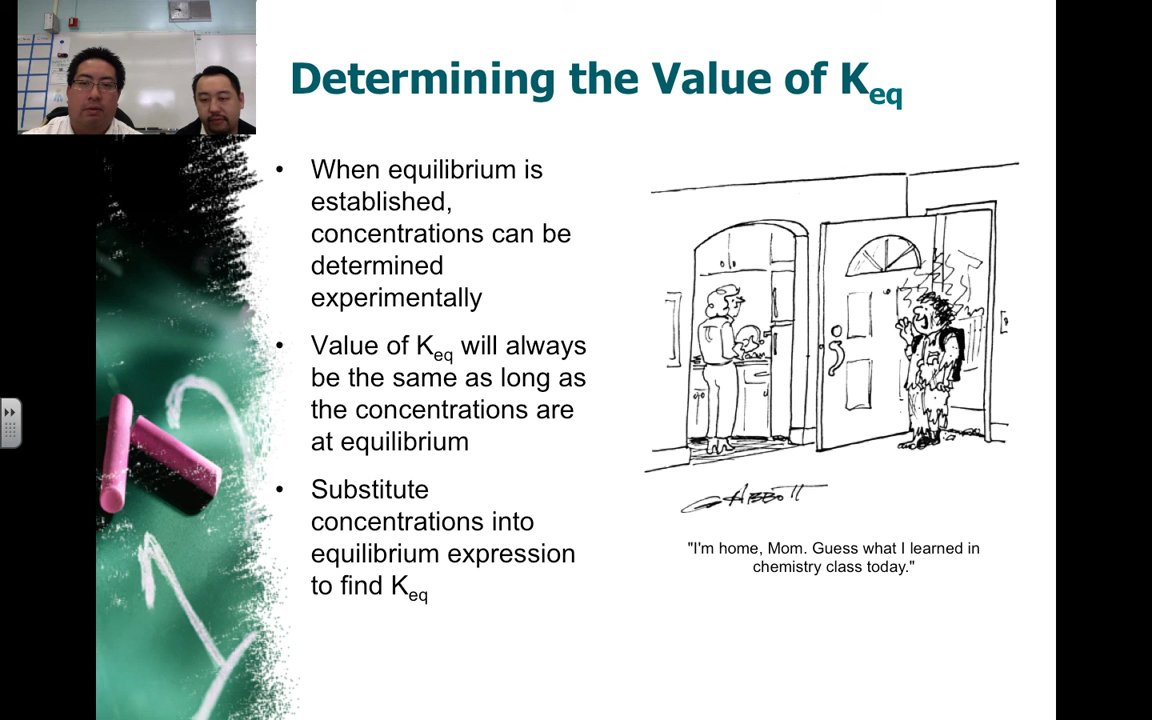 Determining the Value of Keq
• When equilibrium is
established,
concentrations can be
determined
experimentally
• Value of Keq will always
be the same as long as
the concentrations are
at equilibrium
• Substitute
concentrations into
equilibrium expression
to find Keq
G ABBOTT
"I'm home, Mom. Guess what I learned in
chemistry class today."